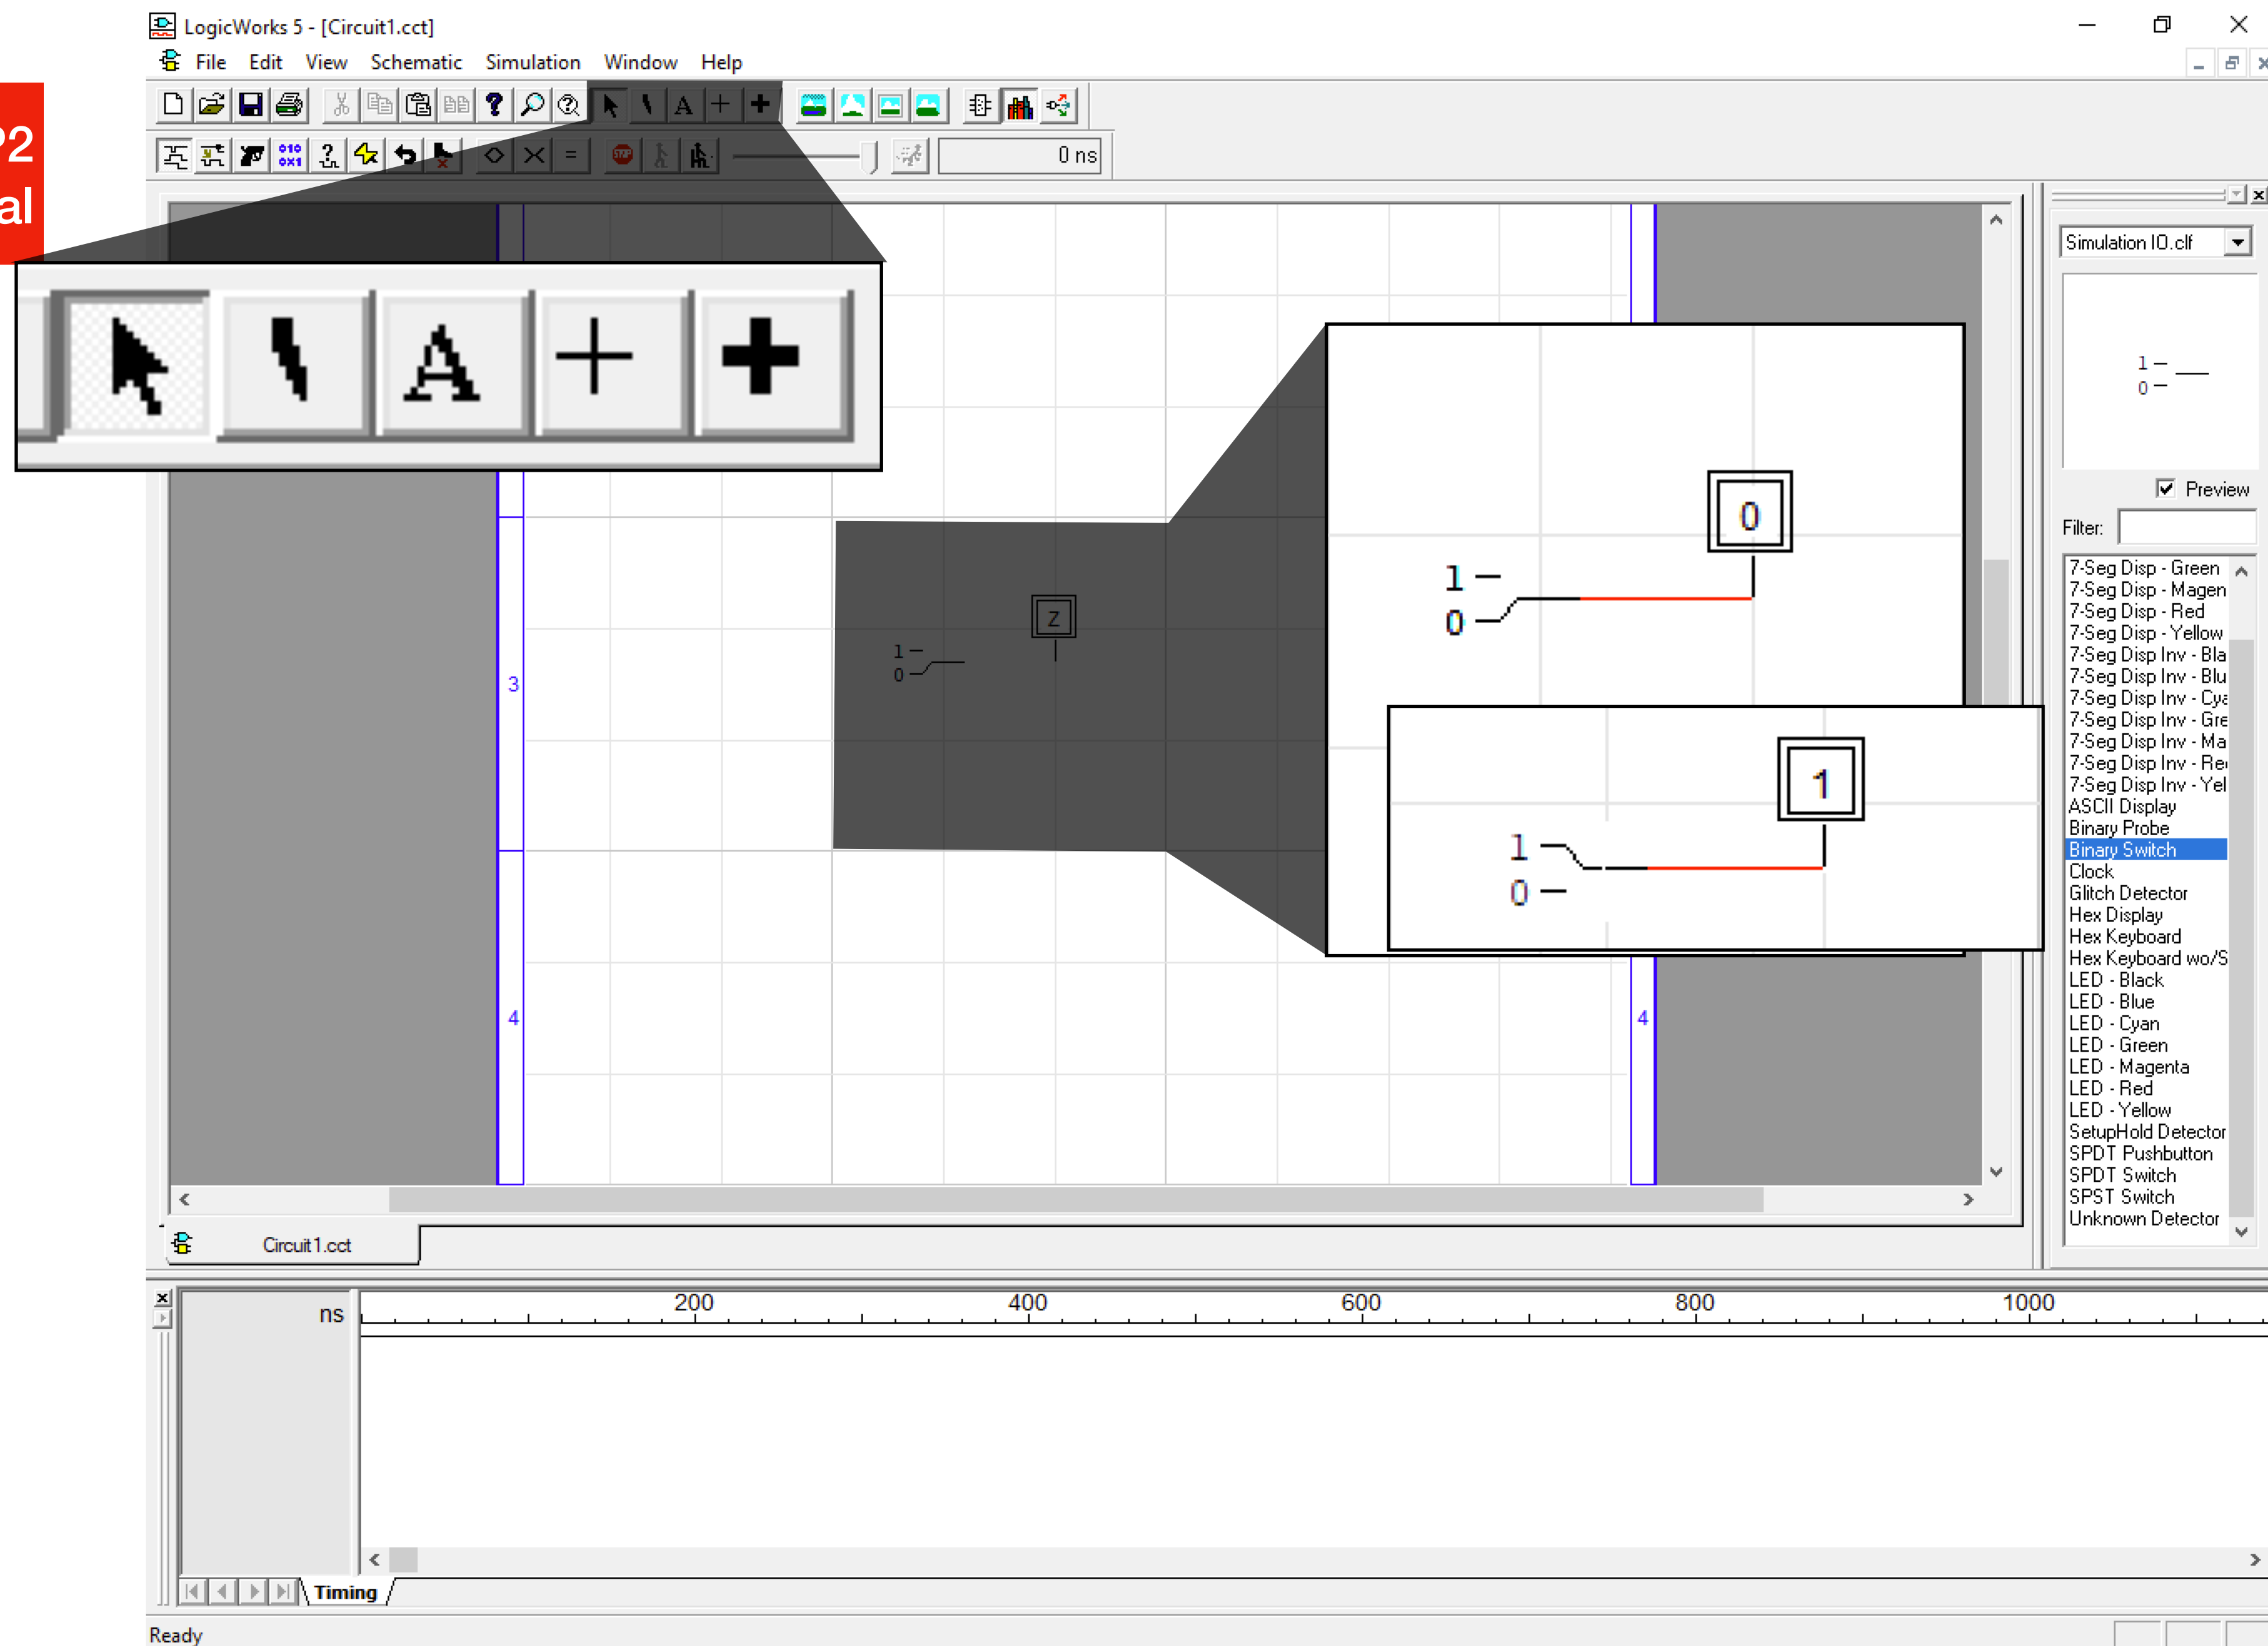 LogicWorks 5 - [Circuit1.cct]
File Edit View Schematic Simulation Window Help
?2
al
A
010
0X1
?
STOP
0 ns
A
Simulation IO.clf
1
0
Preview
Filter:
7-Seg Disp - Green
7-Seg Disp - Magen
7-Seg Disp - Red
7-Seg Disp - Yellow
7-Seg Disp Inv - Bla
7-Seg Disp Inv - Blu
7-Seg Disp Inv - Cya
7-Seg Disp Inv - Gre
7-Seg Disp Inv - Ma
7-Seg Disp Inv - Re
7-Seg Disp Inv - Yel
ASCII Display
Binary Probe
Binary Switch
Clock
Glitch Detector
Hex Display
Hex Keyboard
Hex Keyboard wo/S
LED - Black
LED - Blue
LED - Cyan
LED - Green
LED - Magenta
LED - Red
LED - Yellow
SetupHold Detector
SPDT Pushbutton
SPDT Switch
SPST Switch
Unknown Detector
0
1
0
Z
1
0
3
1
1
0
4
4
Circuit1.cct
ns
200 400 600 800 1000
Timing
Ready